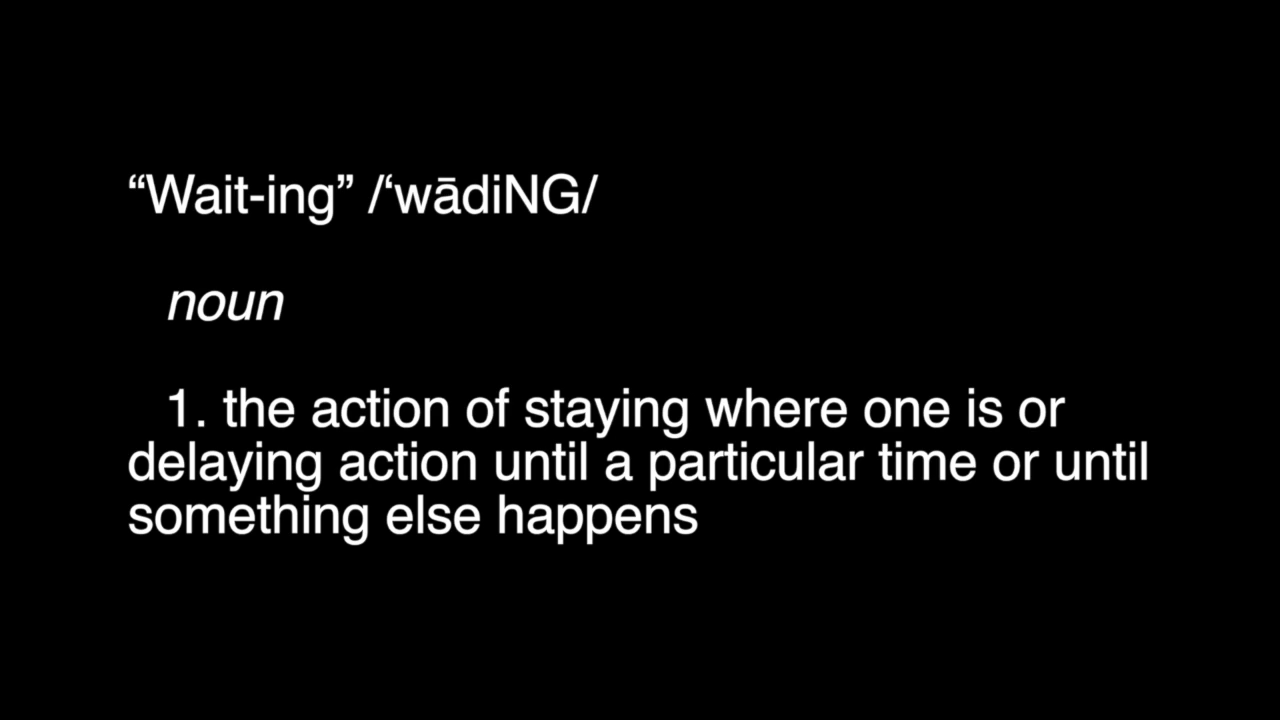 “Wait-ing” /‘wādiNG/
noun
1. the action of staying where one is or
delaying action until a particular time or until
something else happens